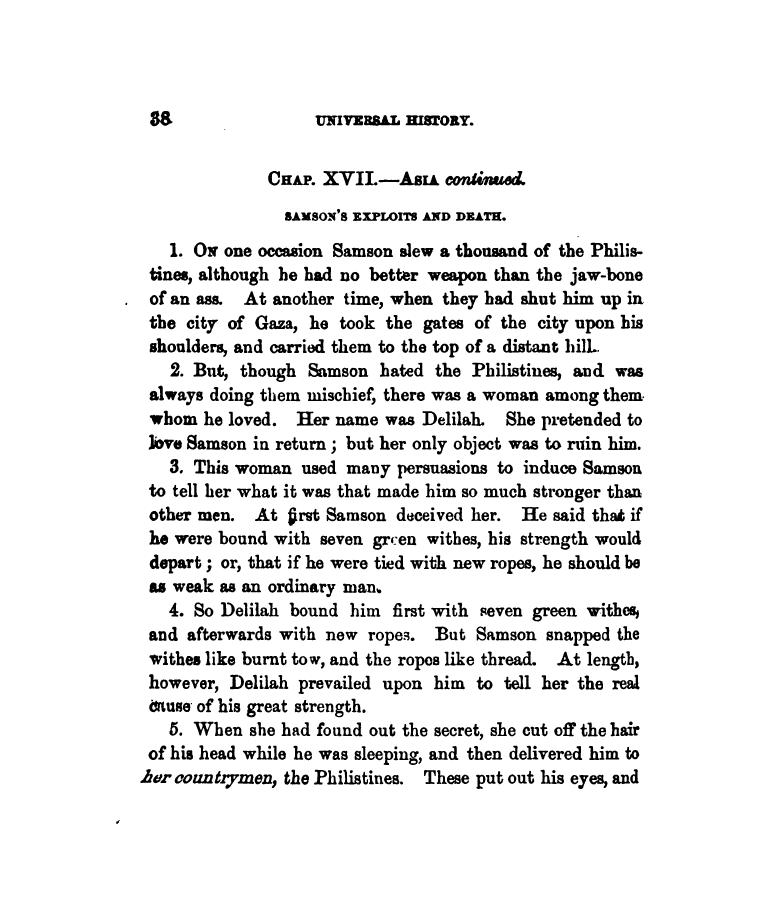 38 UNIVERSAL HISTORY.
CHAP. XVII.—ASIA continued.
SAMSON'S EXPLOITS AND DEATH.
1. ON one occasion Samson slew a thousand of the Philis-
tines, although he had no better weapon than the jaw-bone
of an ass. At another time, when they had shut him up in
the city of Gaza, he took the gates of the city upon his
shoulders, and carried them to the top of a distant hill.
2. But, though Samson hated the Philistines, and was
always doing them mischief, there was a woman among them
whom he loved. Her name was Delilah. She pretended to
love Samson in return; but her only object was to ruin him.
3. This woman used many persuasions to induce Samson
to tell her what it was that made him so much stronger than
other men. At first Samson deceived her. He said that if
he were bound with seven green withes, his strength would
depart; or, that if he were tied with new ropes, he should be
as weak as an ordinary man.
4. So Delilah bound him first with seven green withes,
and afterwards with new ropes. But Samson snapped the
withes like burnt tow, and the ropes like thread. At length,
however, Delilah prevailed upon him to tell her the real
cause of his great strength.
5. When she had found out the secret, she cut off the hair
of his head while he was sleeping, and then delivered him to
her countrymen, the Philistines. These put out his eyes, and